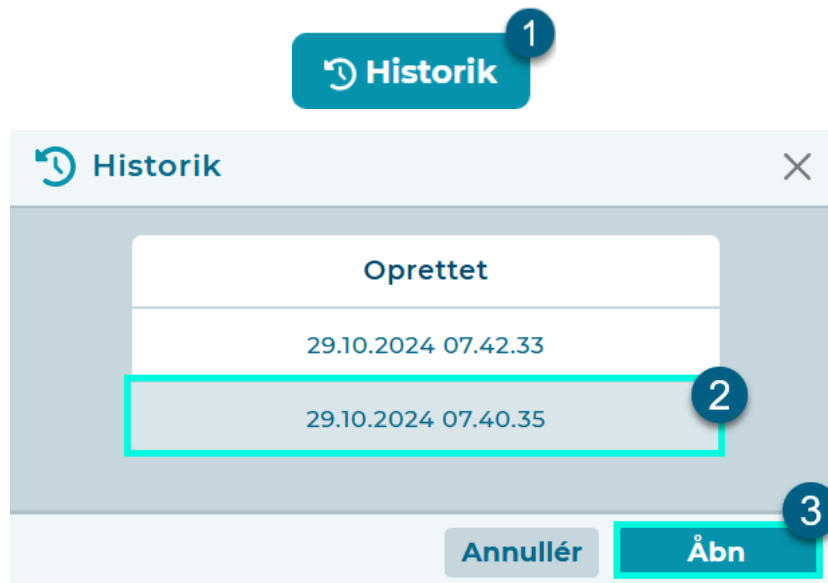 1
Historik
Historik
Oprettet
29.10.2024 07.42.33
29.10.2024 07.40.35
2
3
Annullér
Åbn